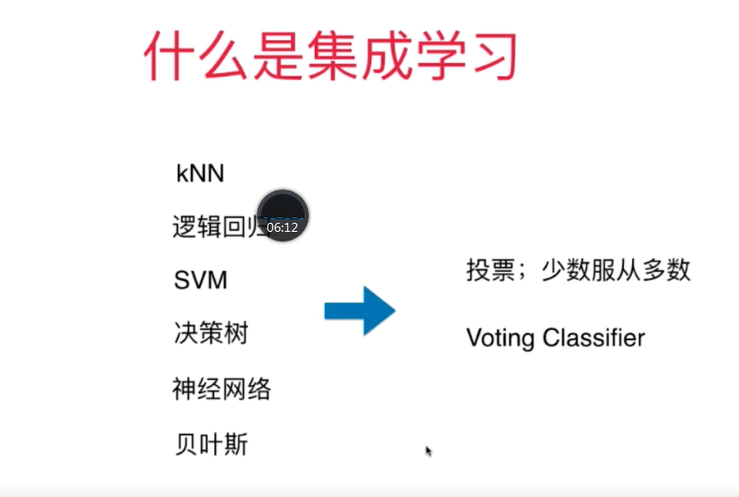 什么是集成学习
kNN
逻辑回归
06:12
SVM
决策树
神经网络
贝叶斯
投票；少数服从多数
Voting Classifier